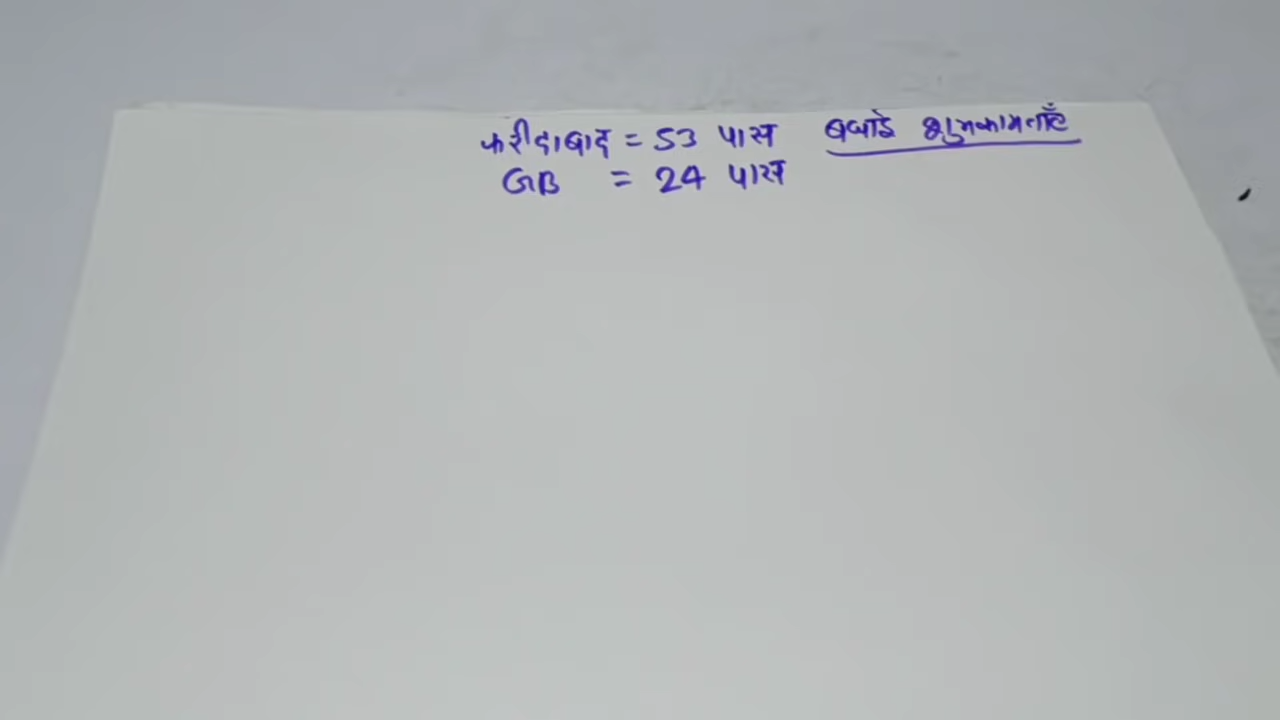 फरीदाबाद = 53 पास बधाई शुभकामनाएँ
GB = 24 पास